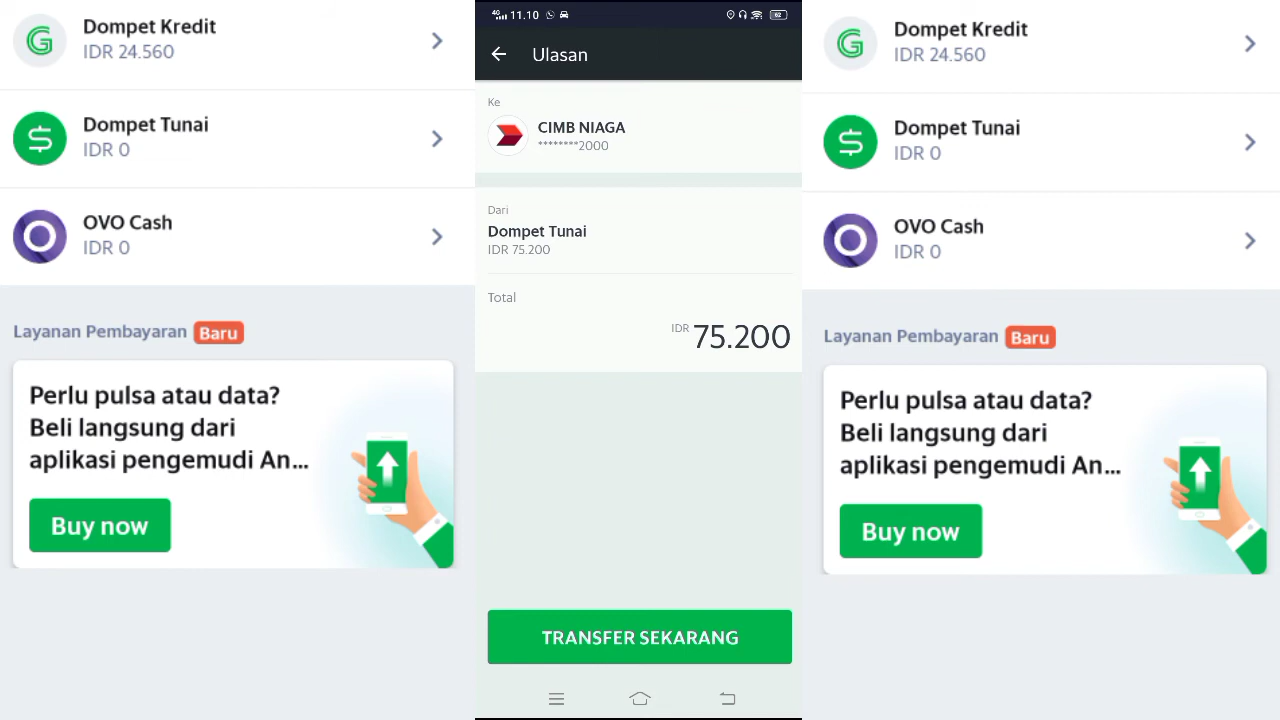 Dompet Kredit
IDR 24.560
Dompet Tunai
IDR 0
OVO Cash
IDR 0
Layanan Pembayaran Baru
Perlu pulsa atau data?
Beli langsung dari
aplikasi pengemudi An...
Buy now
4G 11.10 62
Ulasan
Ke
CIMB NIAGA
********2000
Dari
Dompet Tunai
IDR 75.200
Total
IDR 75.200
TRANSFER SEKARANG
Dompet Kredit
IDR 24.560
Dompet Tunai
IDR 0
OVO Cash
IDR 0
Layanan Pembayaran Baru
Perlu pulsa atau data?
Beli langsung dari
aplikasi pengemudi An...
Buy now